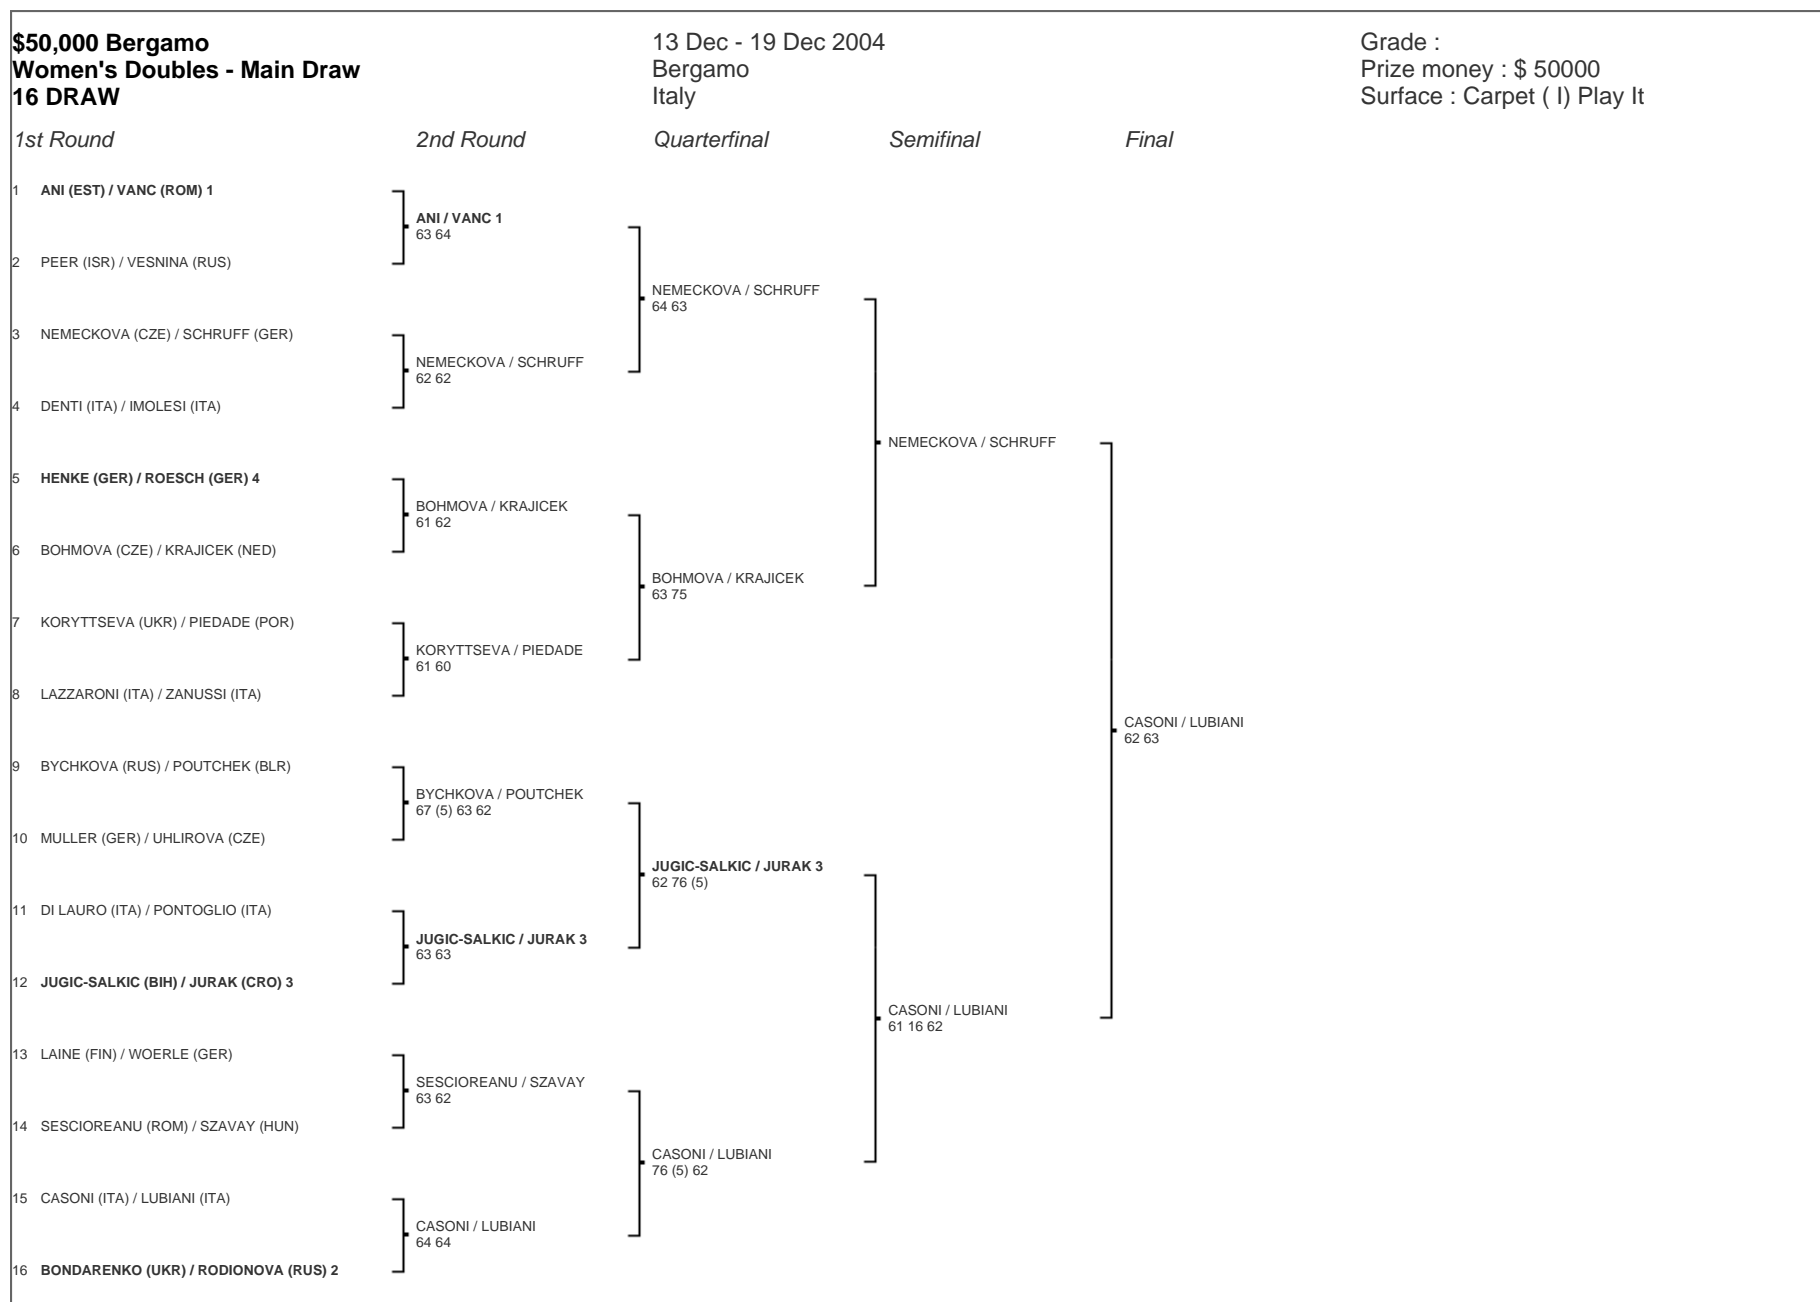 $50,000 Bergamo
Women's Doubles - Main Draw
16 DRAW
13 Dec - 19 Dec 2004
Bergamo
Italy
Grade :
Prize money : $ 50000
Surface : Carpet ( I) Play It
1st Round
2nd Round
Quarterfinal
Semifinal
Final
1 ANI (EST) / VANC (ROM) 1
2 PEER (ISR) / VESNINA (RUS)
3 NEMECKOVA (CZE) / SCHRUFF (GER)
4 DENTI (ITA) / IMOLESI (ITA)
5 HENKE (GER) / ROESCH (GER) 4
6 BOHMOVA (CZE) / KRAJICEK (NED)
7 KORYTTSEVA (UKR) / PIEDADE (POR)
8 LAZZARONI (ITA) / ZANUSSI (ITA)
9 BYCHKOVA (RUS) / POUTCHEK (BLR)
10 MULLER (GER) / UHLIROVA (CZE)
11 DI LAURO (ITA) / PONTOGLIO (ITA)
12 JUGIC-SALKIC (BIH) / JURAK (CRO) 3
13 LAINE (FIN) / WOERLE (GER)
14 SESCIOREANU (ROM) / SZAVAY (HUN)
15 CASONI (ITA) / LUBIANI (ITA)
16 BONDARENKO (UKR) / RODIONOVA (RUS) 2
ANI / VANC 1
63 64
NEMECKOVA / SCHRUFF
62 62
BOHMOVA / KRAJICEK
61 62
KORYTTSEVA / PIEDADE
61 60
BYCHKOVA / POUTCHEK
67 (5) 63 62
JUGIC-SALKIC / JURAK 3
63 63
SESCIOREANU / SZAVAY
63 62
CASONI / LUBIANI
64 64
NEMECKOVA / SCHRUFF
64 63
BOHMOVA / KRAJICEK
63 75
JUGIC-SALKIC / JURAK 3
62 76 (5)
CASONI / LUBIANI
76 (5) 62
NEMECKOVA / SCHRUFF
CASONI / LUBIANI
61 16 62
CASONI / LUBIANI
62 63